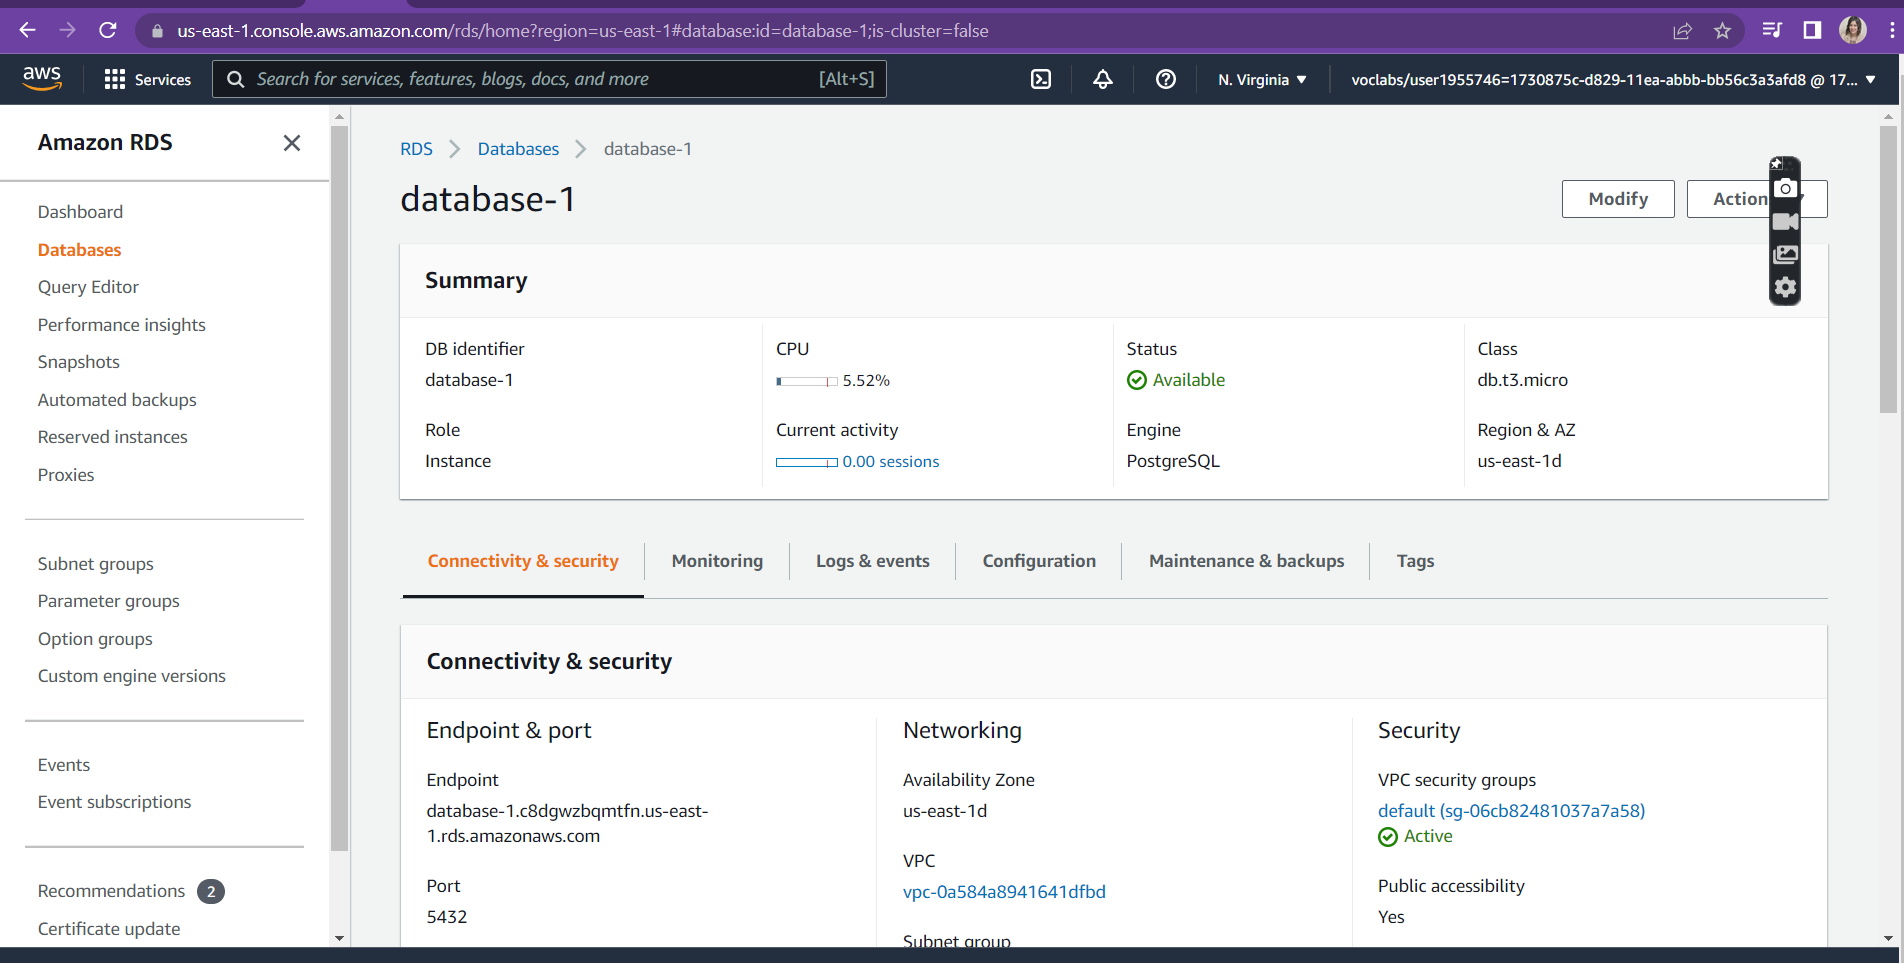 us-east-1.console.aws.amazon.com/rds/home?region=us-east-1#database:id=database-1;is-cluster=false
aws
Services
Search for services, features, blogs, docs, and more
[Alt+S]
N. Virginia
voclabs/user1955746=1730875c-d829-11ea-abbb-bb56c3a3afd8 @ 17...
Amazon RDS
Dashboard
Databases
Query Editor
Performance insights
Snapshots
Automated backups
Reserved instances
Proxies
Subnet groups
Parameter groups
Option groups
Custom engine versions
Events
Event subscriptions
Recommendations 2
Certificate update
RDS
Databases
database-1
database-1
Modify
Action
Summary
DB identifier
database-1
CPU
5.52%
Status
Available
Class
db.t3.micro
Role
Instance
Current activity
0.00 sessions
Engine
PostgreSQL
Region & AZ
us-east-1d
Connectivity & security
Monitoring
Logs & events
Configuration
Maintenance & backups
Tags
Connectivity & security
Endpoint & port
Endpoint
database-1.c8dgwzbqmtfn.us-east-
1.rds.amazonaws.com
Port
5432
Networking
Availability Zone
us-east-1d
VPC
vpc-0a584a8941641dfbd
Subnet group
Security
VPC security groups
default (sg-06cb82481037a7a58)
Active
Public accessibility
Yes